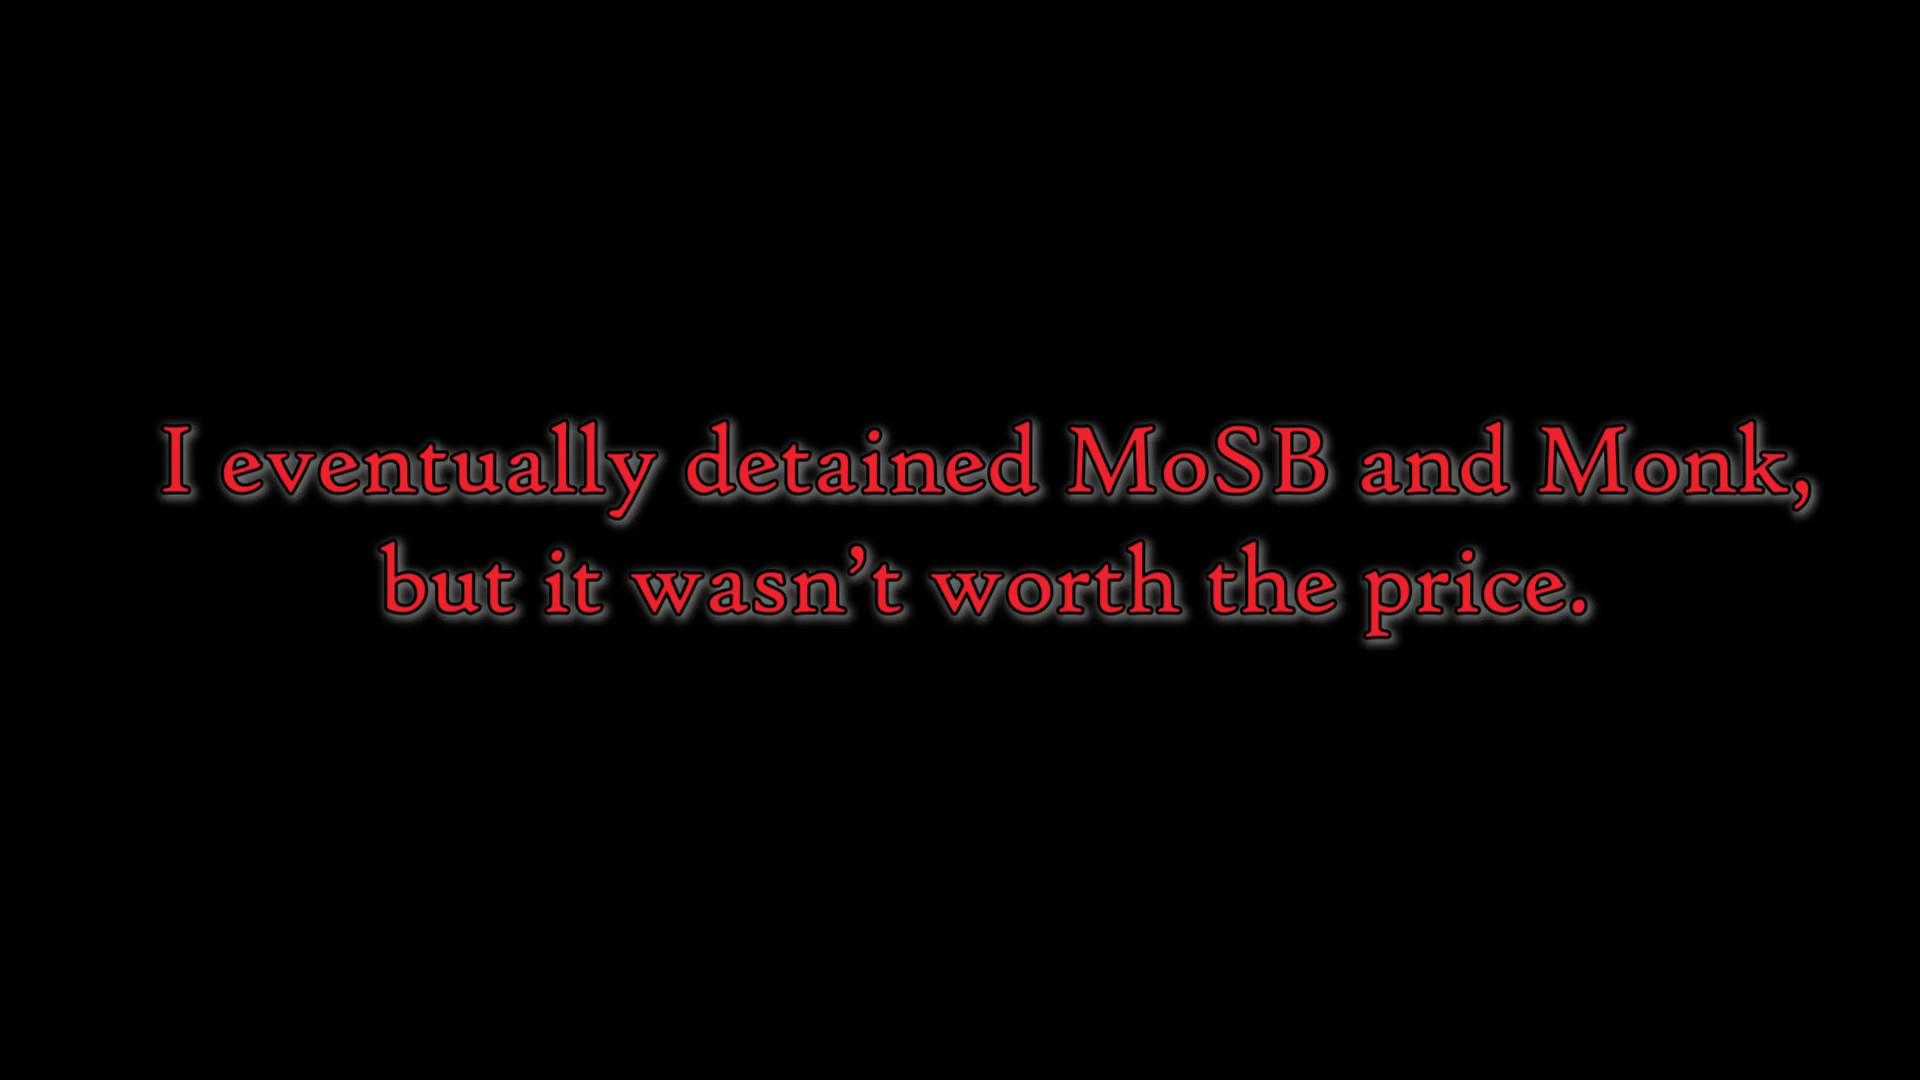 I eventually detained MoSB and Monk,
but it wasn’t worth the price.